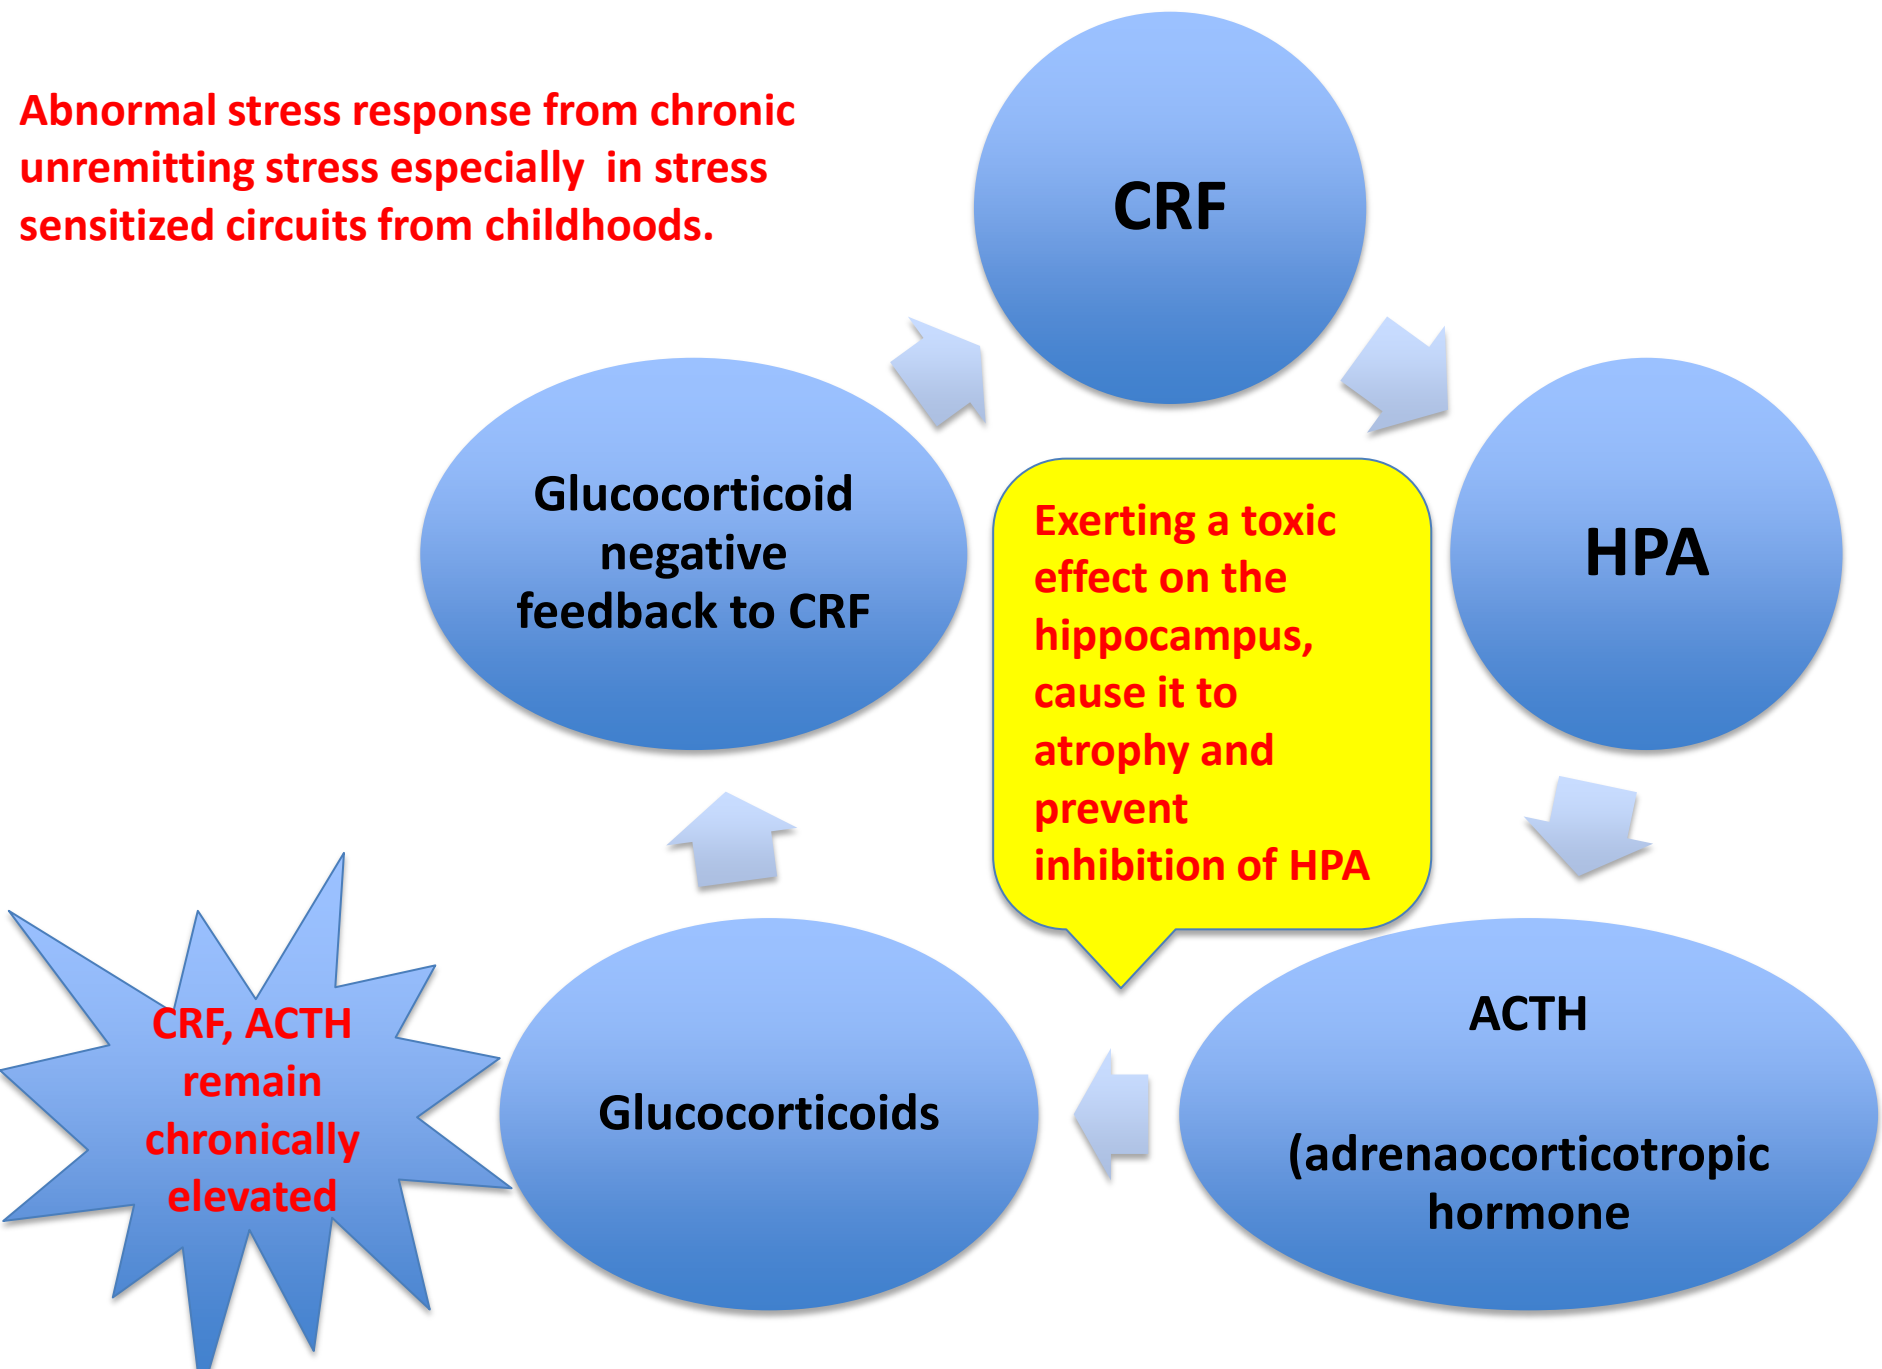 Abnormal stress response from chronic
unremitting stress especially  in stress
sensitized circuits from childhoods.
CRF
HPA
ACTH
(adrenaocorticotropic
hormone
Glucocorticoids
Glucocorticoid
negative
feedback to CRF
Exerting a toxic
effect on the
hippocampus,
cause it to
atrophy and
prevent
inhibition of HPA
CRF, ACTH
remain
chronically
elevated